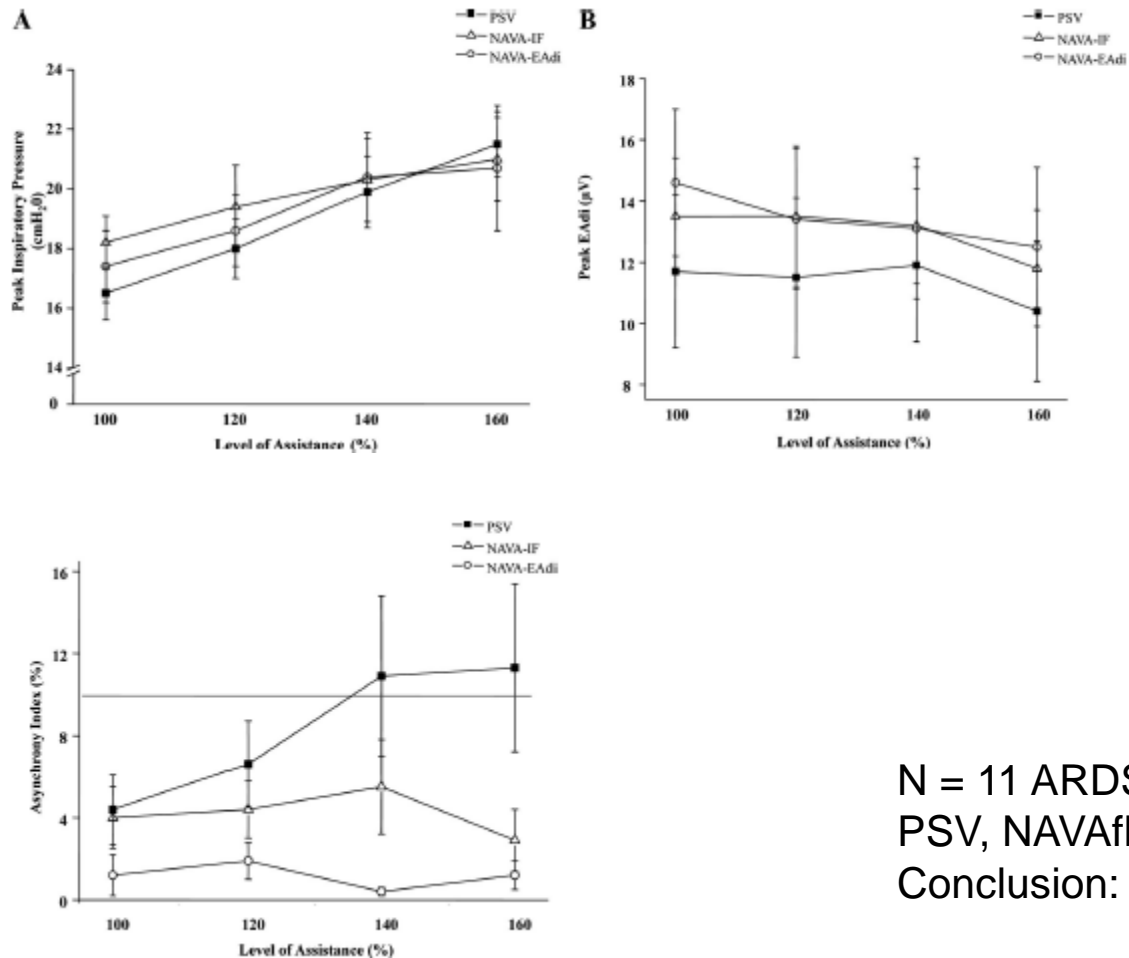 A
PSV
NAVA-IF
NAVA-EAdi
24
22
20
18
16
14
0
Peak Inspiratory Pressure
(cmH20)
100 120 140 160
Level of Assistance (%)
B
PSV
NAVA-IF
NAVA-EAdi
18
16
14
12
10
8
Peak EAdi (µV)
100 120 140 160
Level of Assistance (%)
PSV
NAVA-IF
NAVA-EAdi
16
12
8
4
0
Asynchrony Index (%)
100 120 140 160
Level of Assistance (%)
N = 11 ARDS
PSV,
Conclusion: